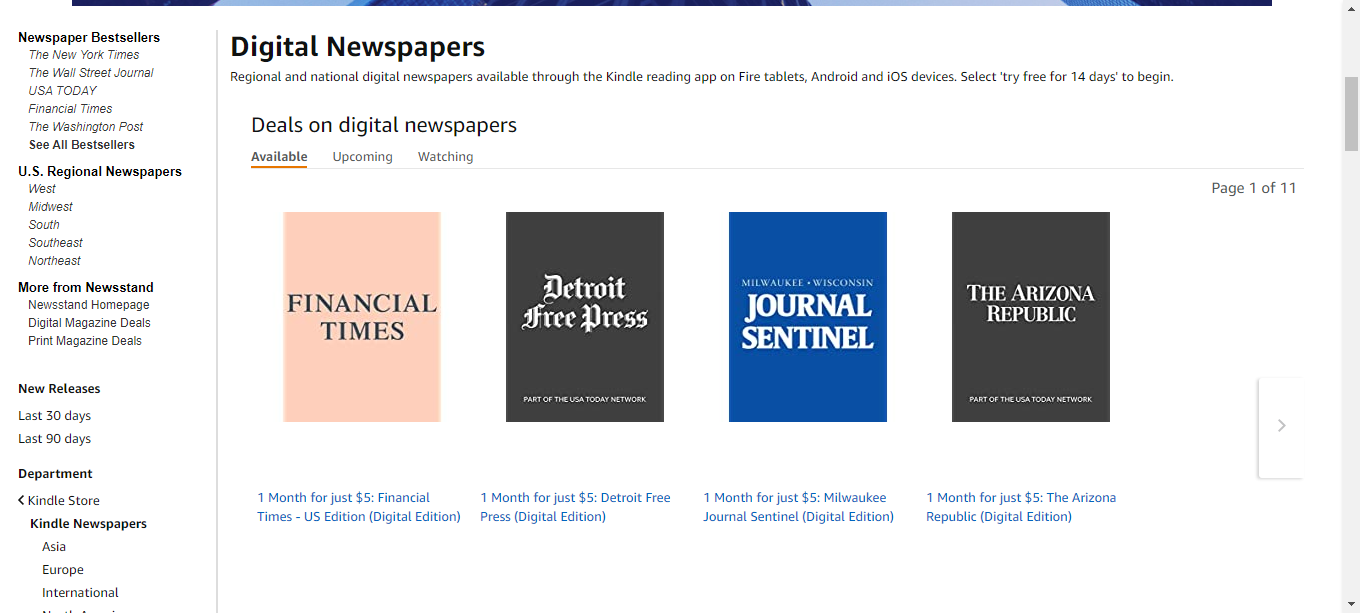 Newspaper Bestsellers
The New York Times
The Wall Street Journal
USA TODAY
Financial Times
The Washington Post
See All Bestsellers
U.S. Regional Newspapers
West
Midwest
South
Southeast
Northeast
More from Newsstand
Newsstand Homepage
Digital Magazine Deals
Print Magazine Deals
New Releases
Last 30 days
Last 90 days
Department
Kindle Store
Kindle Newspapers
Asia
Europe
International
Digital Newspapers
Regional and national digital newspapers available through the Kindle reading app on Fire tablets, Android and iOS devices. Select 'try free for 14 days' to begin.
Deals on digital newspapers
Available Upcoming Watching
Page 1 of 11
FINANCIAL
TIMES
Detroit
Free Press
PART OF THE USA TODAY NETWORK
MILWAUKEE • WISCONSIN
JOURNAL
SENTINEL
THE ARIZONA
REPUBLIC
PART OF THE USA TODAY NETWORK
1 Month for just $5: Financial
Times - US Edition (Digital Edition)
1 Month for just $5: Detroit Free
Press (Digital Edition)
1 Month for just $5: Milwaukee
Journal Sentinel (Digital Edition)
1 Month for just $5: The Arizona
Republic (Digital Edition)